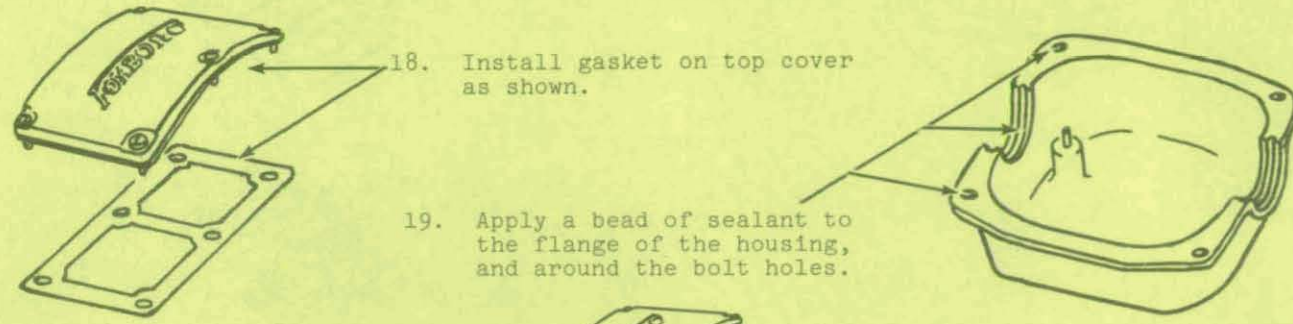 18. Install gasket on top cover
as shown.
19. Apply a bead of sealant to
the flange of the housing,
and around the bolt holes.